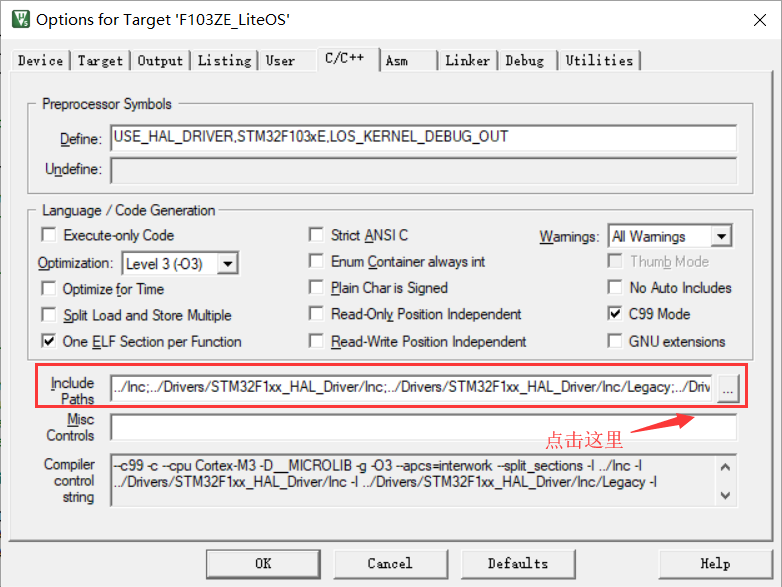 Options for Target 'F103ZE_LiteOS'
Device Target Output Listing User C/C++ Asm Linker Debug Utilities
Preprocessor Symbols
Define: USE_HAL_DRIVER,STM32F103xE,LOS_KERNEL_DEBUG_OUT
Undefine:
Language / Code Generation
Execute-only Code Strict ANSI C Warnings: All Warnings
Optimization: Level 3 (-O3) Enum Container always int Thumb Mode
Optimize for Time Plain Char is Signed No Auto Includes
Split Load and Store Multiple Read-Only Position Independent C99 Mode
One ELF Section per Function Read-Write Position Independent GNU extensions
Include
Paths ../Inc;../Drivers/STM32F1xx_HAL_Driver/Inc;../Drivers/STM32F1xx_HAL_Driver/Inc/Legacy;../Driv ...
Misc
Controls
点击这里
Compiler
control
string
--c99 -c --cpu Cortex-M3 -D__MICROLIB -g -O3 --apcs=interwork --split_sections -I ../Inc -I
../Drivers/STM32F1xx_HAL_Driver/Inc -I ../Drivers/STM32F1xx_HAL_Driver/Inc/Legacy -I
OK Cancel Defaults Help